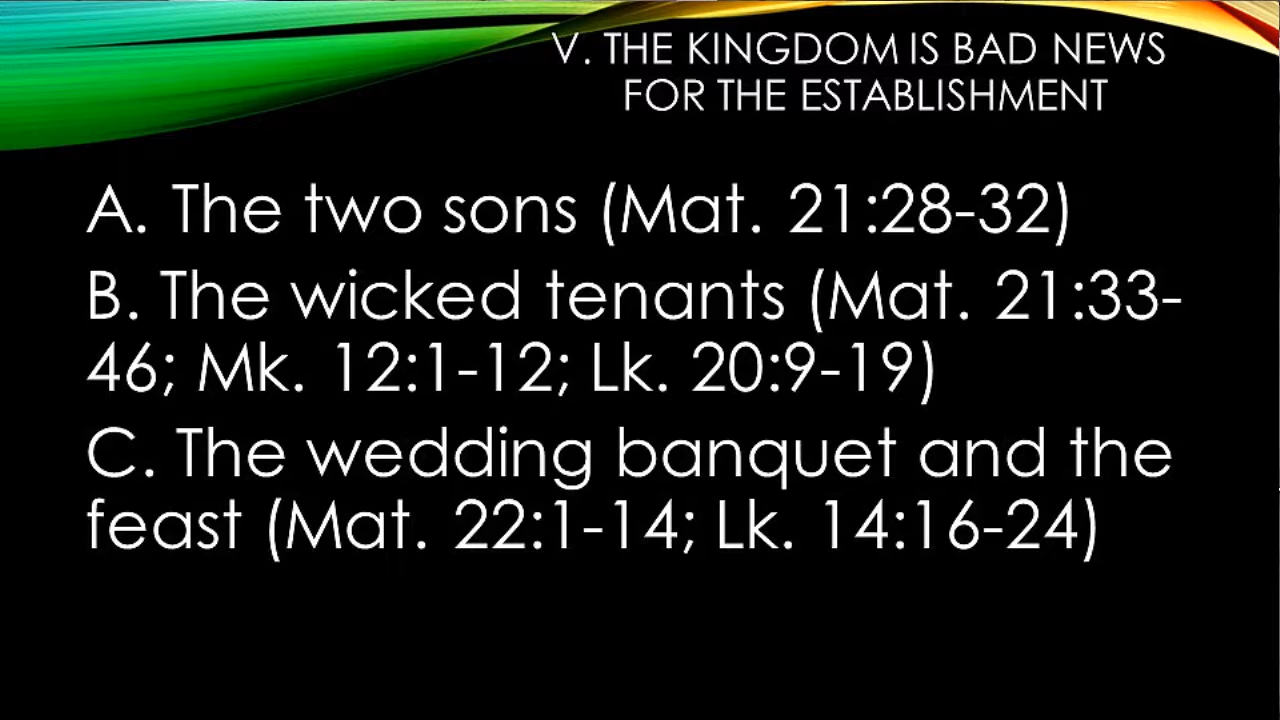 V. THE KINGDOM IS BAD NEWS
FOR THE ESTABLISHMENT
A. The two sons (Mat. 21:28-32)
B. The wicked tenants (Mat. 21:33-
46; Mk. 12:1-12; Lk. 20:9-19)
C. The wedding banquet and the
feast (Mat. 22:1-14; Lk. 14:16-24)